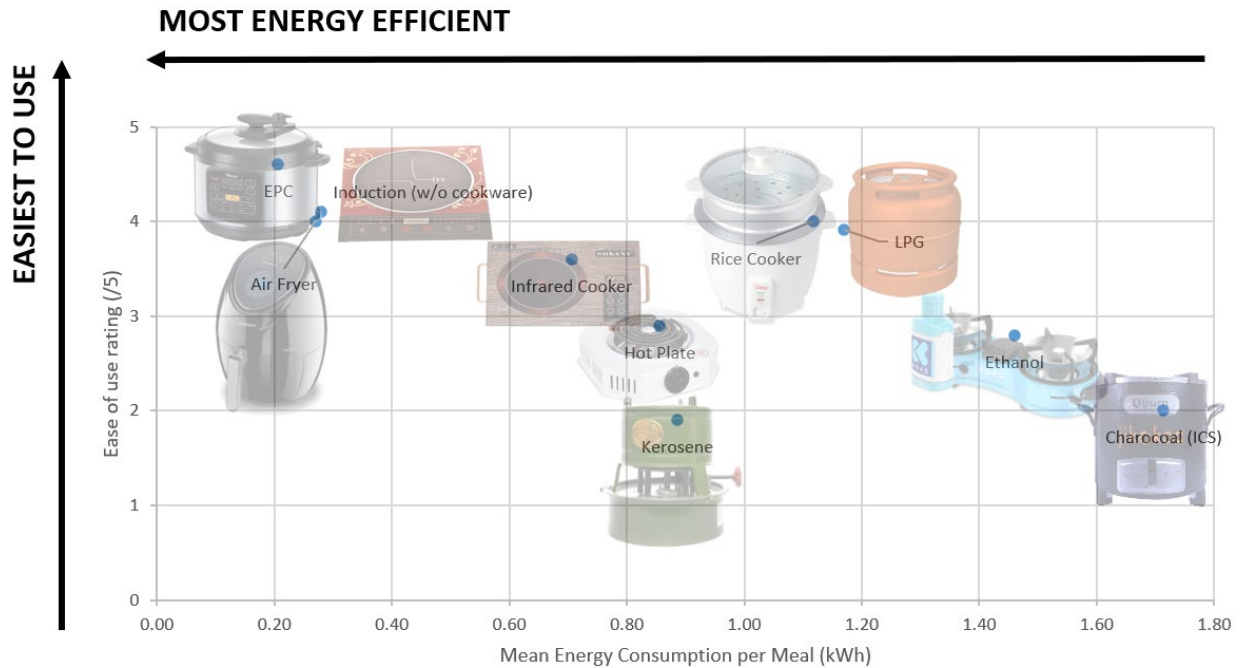 MOST ENERGY EFFICIENT
EASIEST TO USE
Ease of use rating (/5)
5
4
3
2
1
0
EPC
Induction (w/o cookware)
Air Fryer
Infrared Cooker
SOKANY
Hot Plate
Kerosene
Rice Cooker
LPG
Ethanol
Charocoal (ICS)
burn
0.00 0.20 0.40 0.60 0.80 1.00 1.20 1.40 1.60 1.80
Mean Energy Consumption per Meal (kWh)